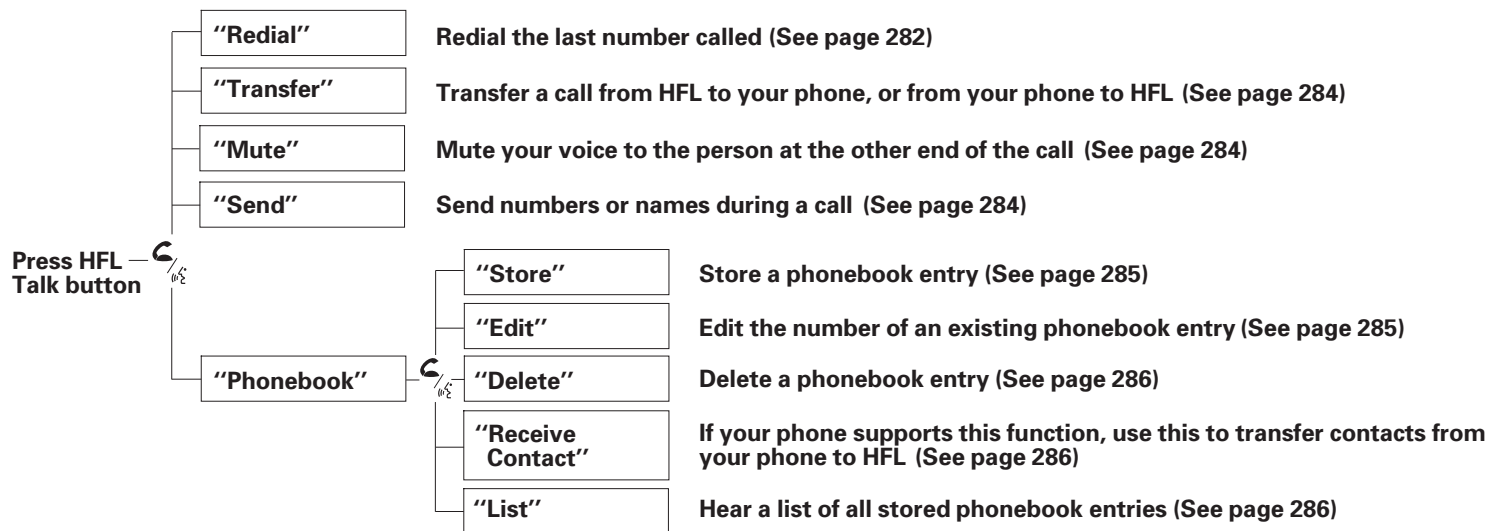 ‘‘Redial’’ Redial the last number called (See page 282)
‘‘Transfer’’ Transfer a call from HFL to your phone, or from your phone to HFL (See page 284)
‘‘Mute’’ Mute your voice to the person at the other end of the call (See page 284)
‘‘Send’’ Send numbers or names during a call (See page 284)
Press HFL
Talk button
‘‘Phonebook’’
‘‘Store’’ Store a phonebook entry (See page 285)
‘‘Edit’’ Edit the number of an existing phonebook entry (See page 285)
‘‘Delete’’ Delete a phonebook entry (See page 286)
‘‘Receive
Contact’’
If your phone supports this function, use this to transfer contacts from
your phone to HFL (See page 286)
‘‘List’’ Hear a list of all stored phonebook entries (See page 286)